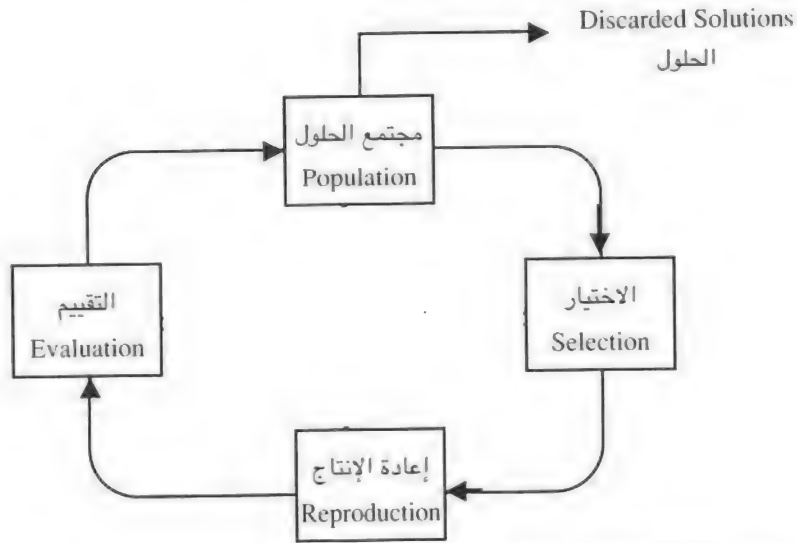 Discarded Solutions
الحلول
مجتمع الحلول
Population
الاختيار
Selection
التقييم
Evaluation
إعادة الإنتاج
Reproduction